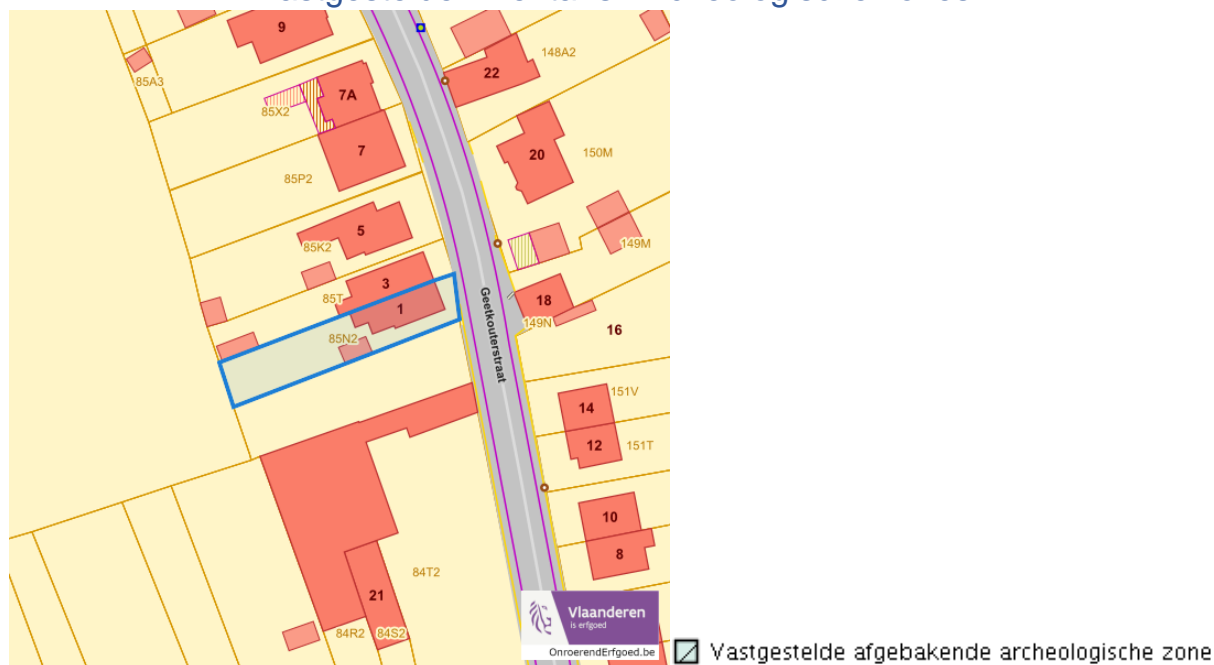 9
148A2
22
85A3
7A
85X2
7
20
150M
85P2
5
149M
85K2
3
85T
18
1
149N
Geetkouterstraat
16
85N2
151V
14
12
151T
10
8
84T2
21
84R2
84S2
Vlaanderen
is erfgoed
OnroerendErfgoed.be
Vastgestelde afgebakende archeologische zone